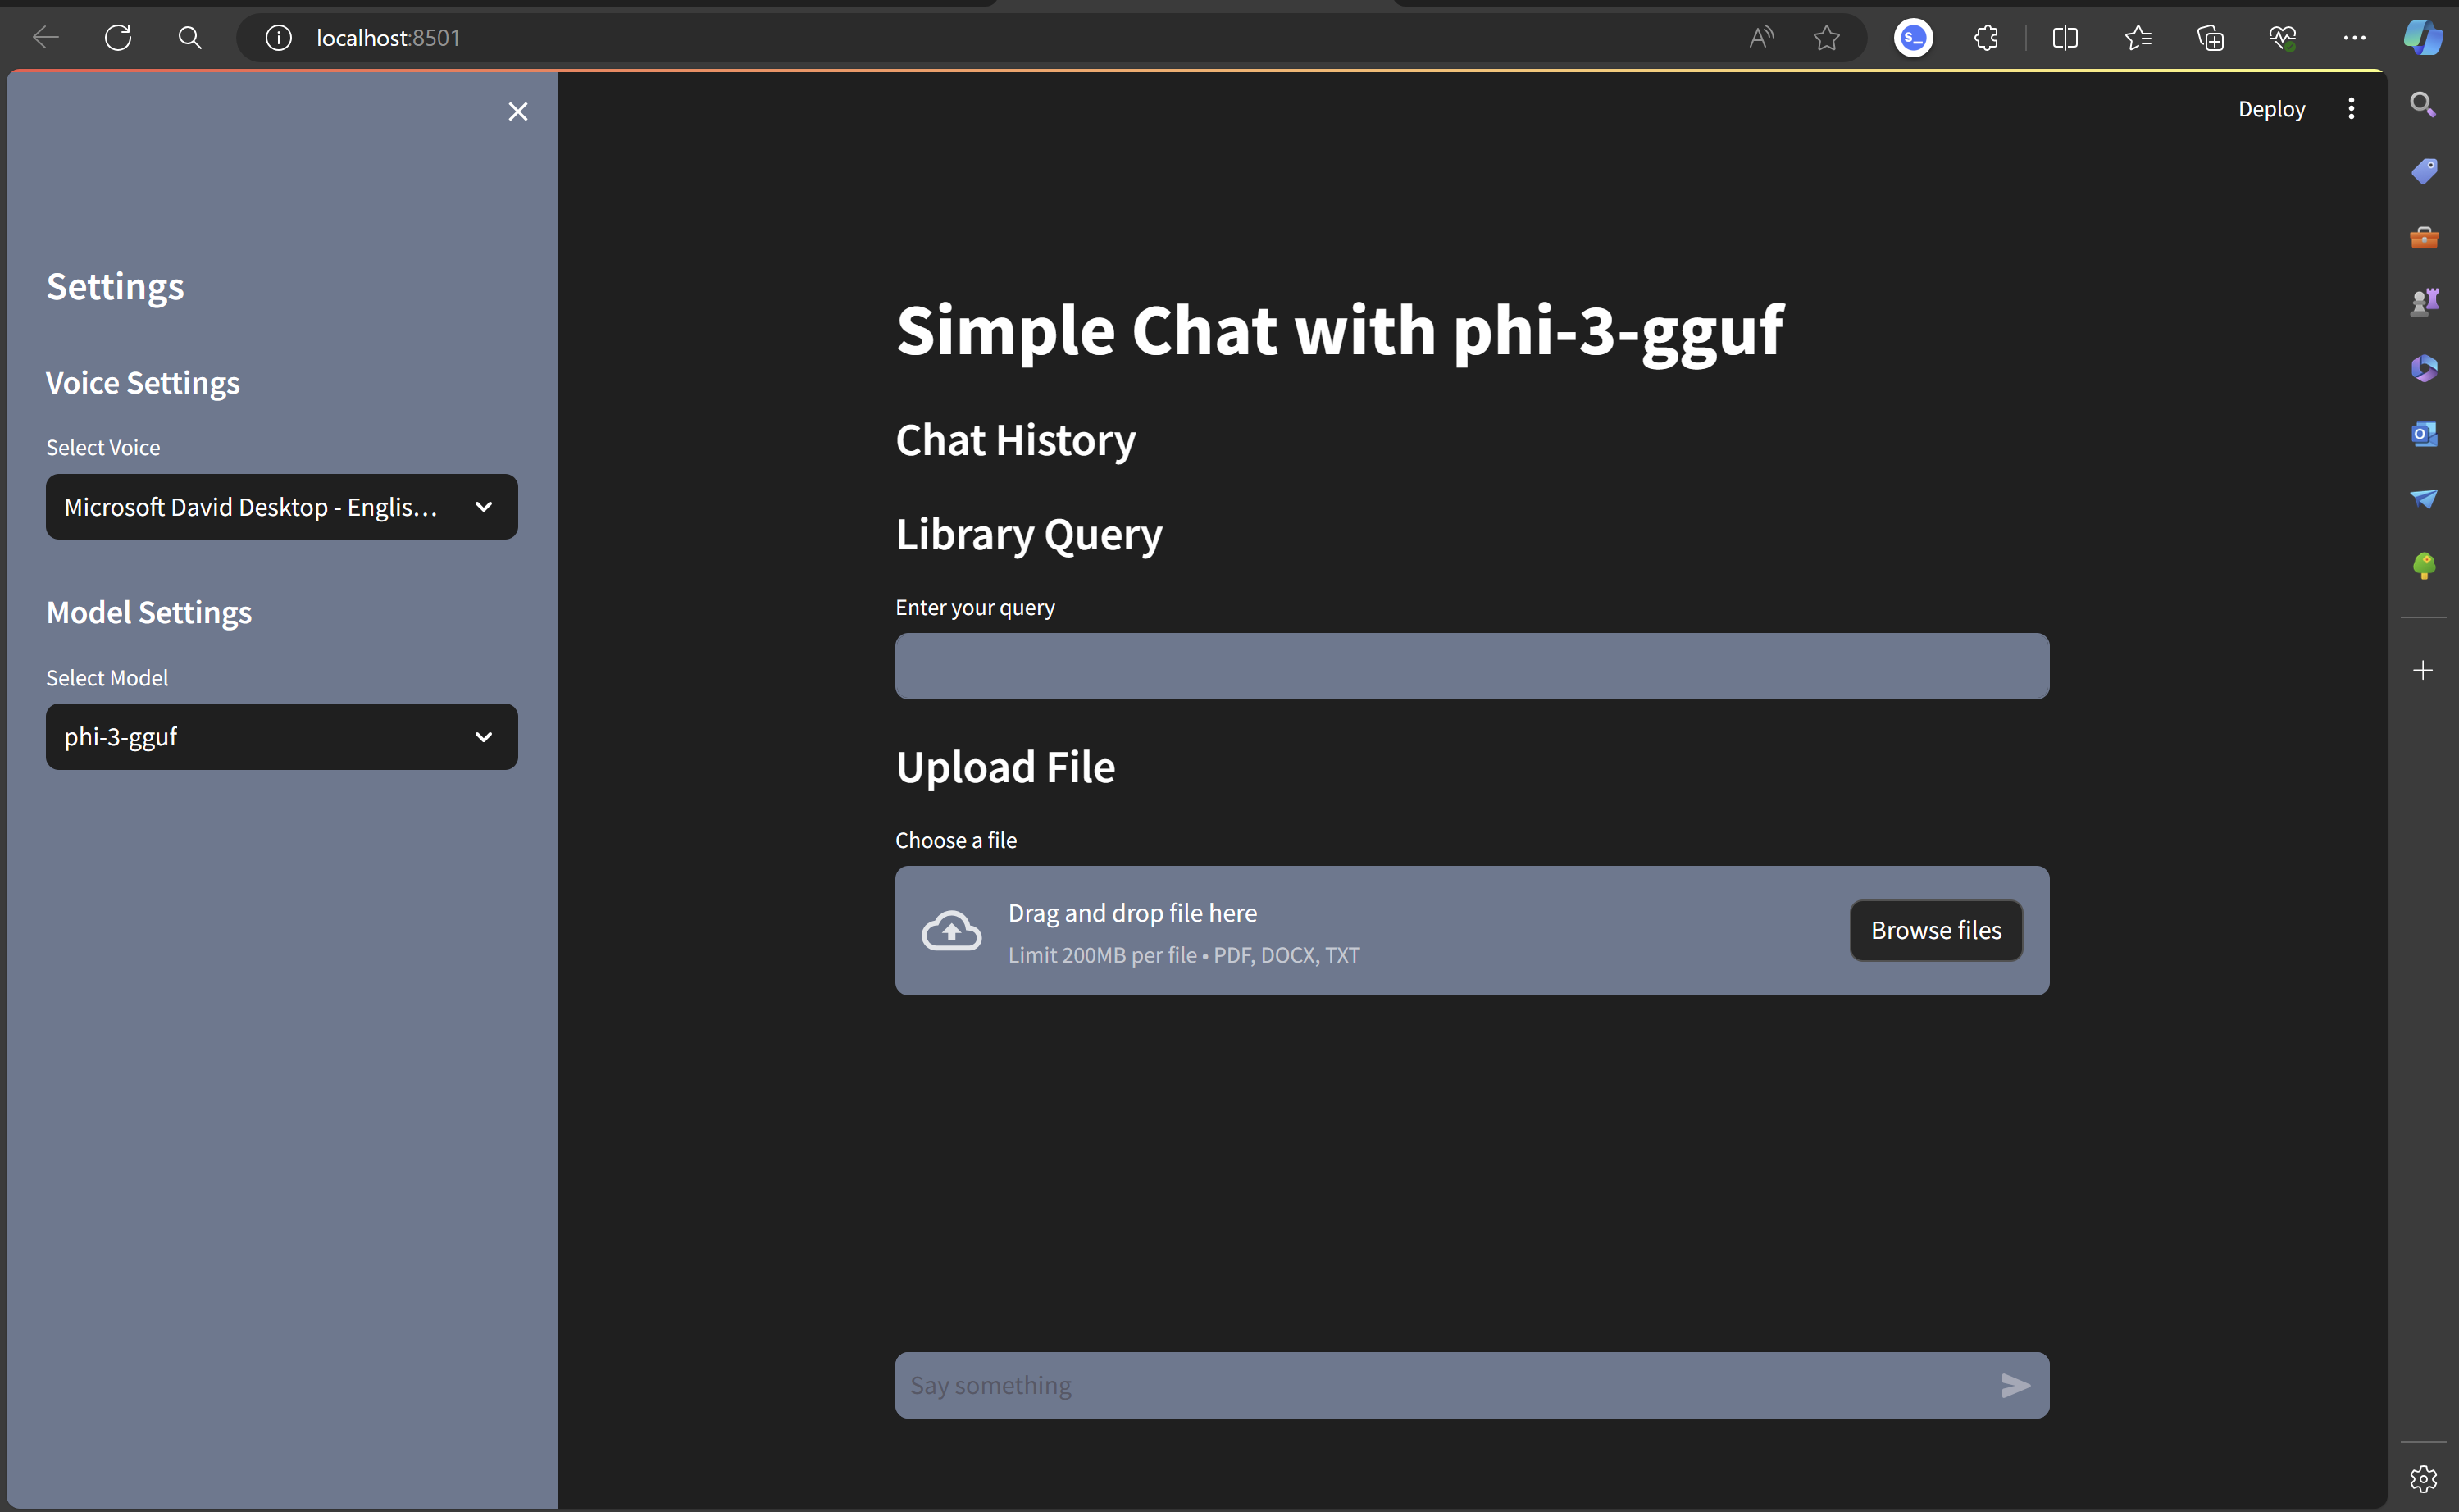 localhost:8501
Deploy
Settings
Voice Settings
Select Voice
Microsoft David Desktop - Englis...
Model Settings
Select Model
phi-3-gguf
Simple Chat with phi-3-gguf
Chat History
Library Query
Enter your query
Upload File
Choose a file
Drag and drop file here
Limit 200MB per file • PDF, DOCX, TXT
Browse files
Say something